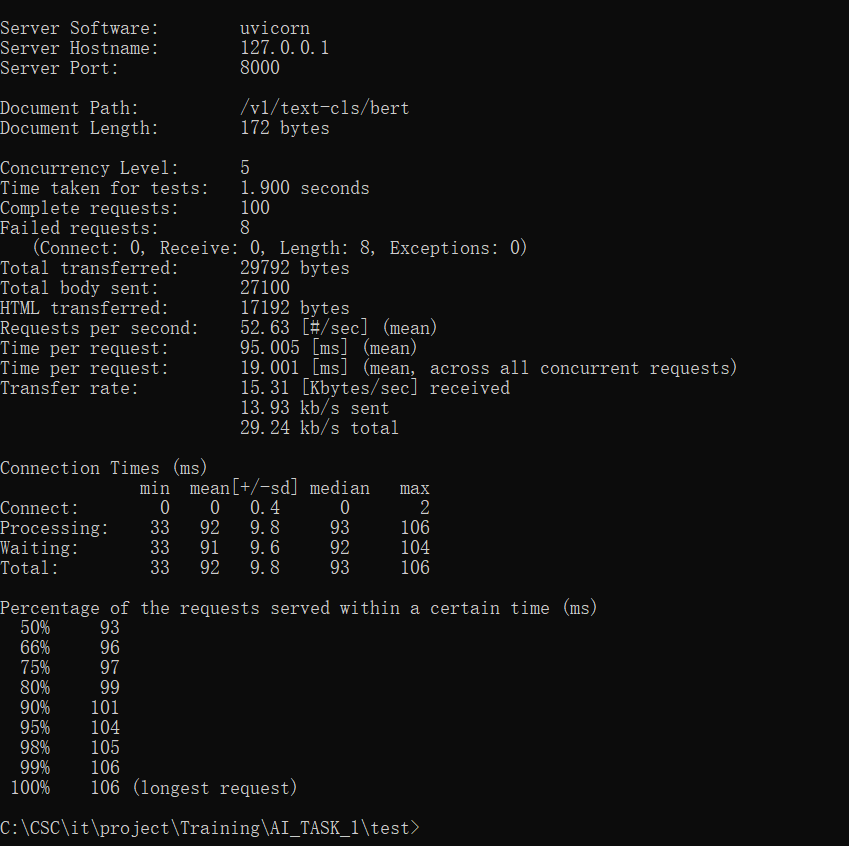 Server Software:        uvicorn
Server Hostname:        127.0.0.1
Server Port:            8000
Document Path:          /v1/text-cls/bert
Document Length:        172 bytes
Concurrency Level:      5
Time taken for tests:   1.900 seconds
Complete requests:      100
Failed requests:        8
   (Connect: 0, Receive: 0, Length: 8, Exceptions: 0)
Total transferred:      29792 bytes
Total body sent:        27100
HTML transferred:       17192 bytes
Requests per second:    52.63 [#/sec] (mean)
Time per request:       95.005 [ms] (mean)
Time per request:       19.001 [ms] (mean, across all concurrent requests)
Transfer rate:          15.31 [Kbytes/sec] received
                        13.93 kb/s sent
                        29.24 kb/s total
Connection Times (ms)
              min  mean[+/-sd] median   max
Connect:        0    0   0.4      0       2
Processing:    33   92   9.8     93     106
Waiting:       33   91   9.6     92     104
Total:         33   92   9.8     93     106
Percentage of the requests served within a certain time (ms)
  50%     93
  66%     96
  75%     97
  80%     99
  90%    101
  95%    104
  98%    105
  99%    106
 100%    106 (longest request)
C:\CSC\it\project\Training\AI_TASK_1\test>